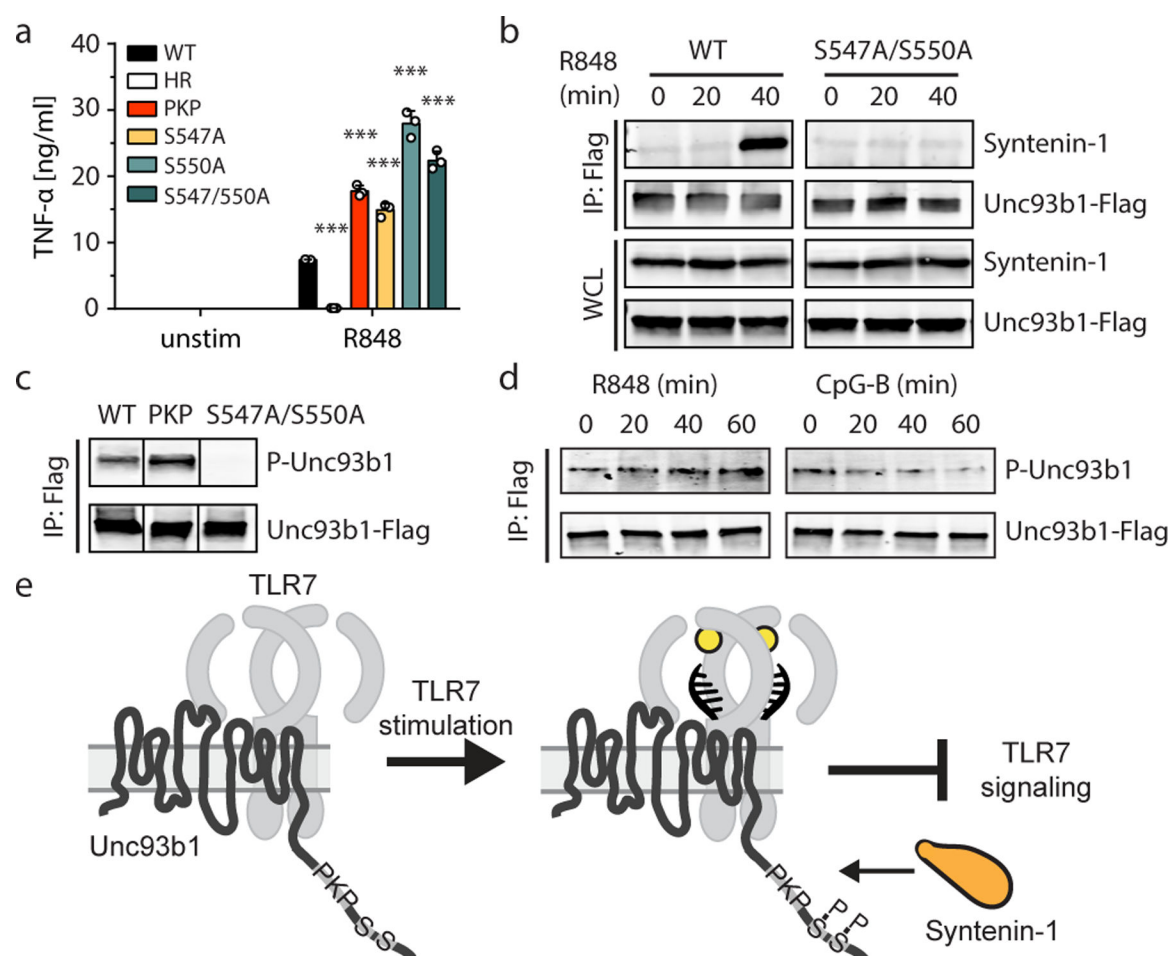 a
40
30
20
10
0
TNF-α [ng/ml]
WT
HR
PKP
S547A
S550A
S547/550A
***
***
***
***
***
unstim
R848
b
R848
(min)
WT
S547A/S550A
0 20 40 0 20 40
IP: Flag
Syntenin-1
Unc93b1-Flag
WCL
Syntenin-1
Unc93b1-Flag
c
WT PKP S547A/S550A
IP: Flag
P-Unc93b1
Unc93b1-Flag
d
R848 (min) CpG-B (min)
0 20 40 60 0 20 40 60
IP: Flag
P-Unc93b1
Unc93b1-Flag
e
TLR7
Unc93b1
PKP
S
S
TLR7
stimulation
PKP
S
S
P
P
TLR7
signaling
Syntenin-1